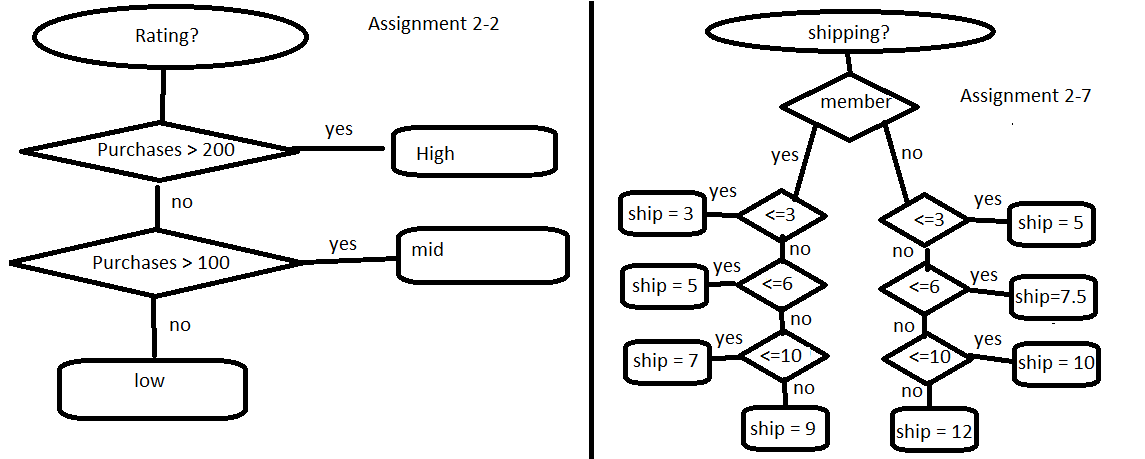 Rating?
Assignment 2-2
Purchases > 200
yes
High
no
Purchases > 100
yes
mid
no
low
shipping?
member
Assignment 2-7
yes
no
yes
ship = 3
<=3
no
yes
ship = 5
<=6
no
yes
ship = 7
<=10
no
ship = 9
<=3
yes
ship = 5
no
<=6
yes
ship=7.5
no
<=10
yes
ship = 10
no
ship = 12